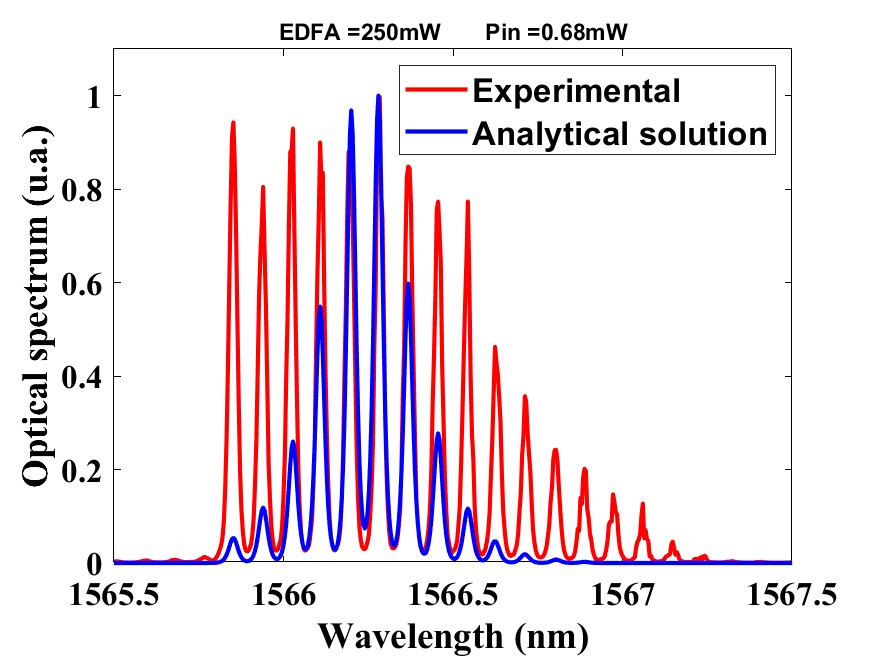 EDFA =250mW Pin =0.68mW
Experimental
Analytical solution
Optical spectrum (u.a.)
1
0.8
0.6
0.4
0.2
0
1565.5 1566 1566.5 1567 1567.5
Wavelength (nm)